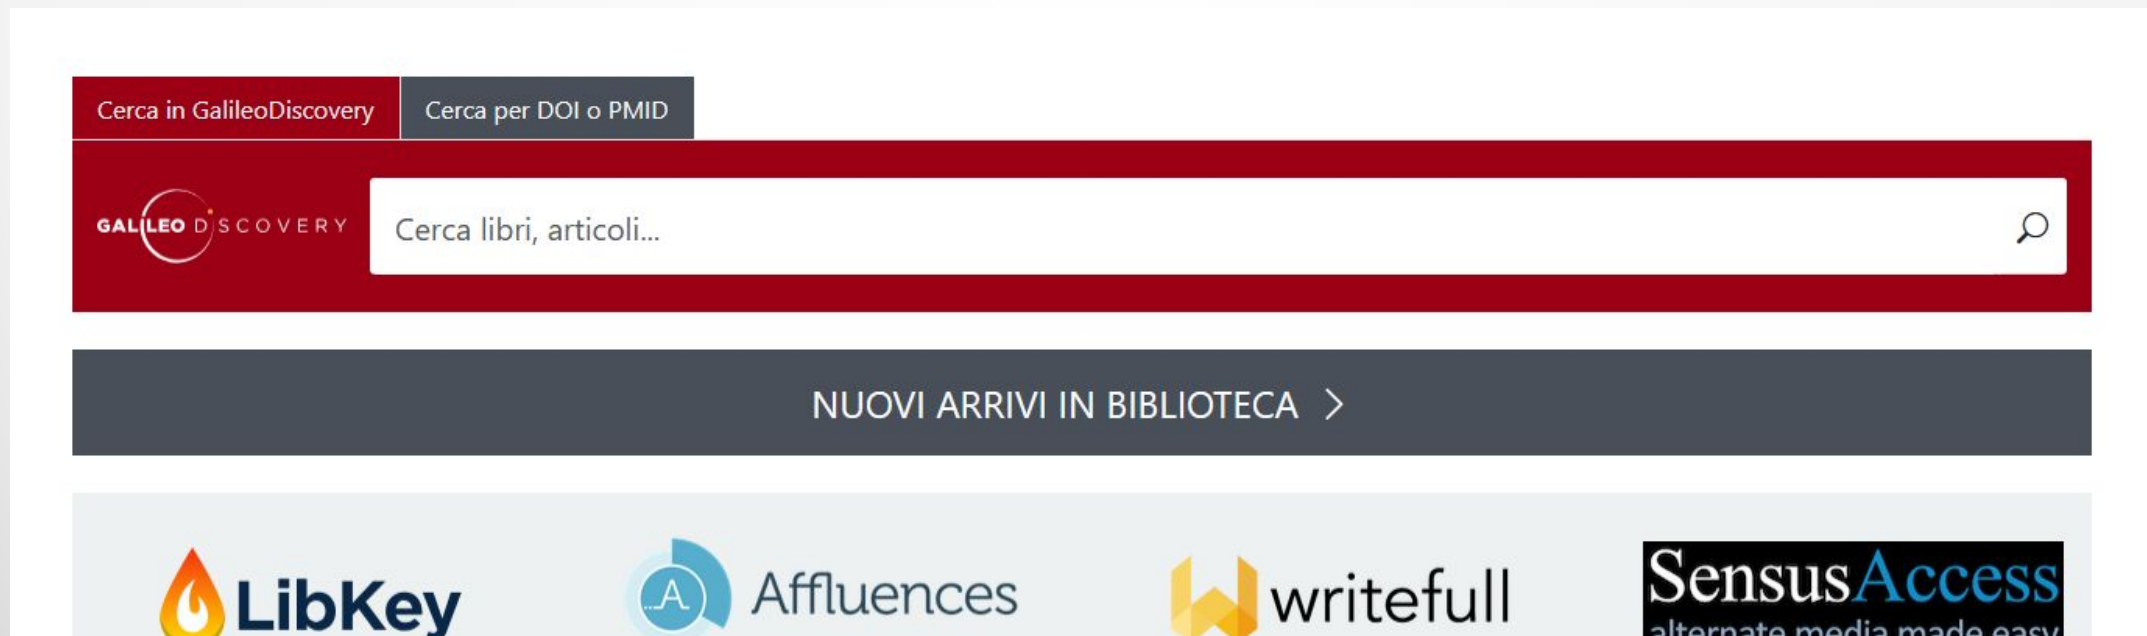 Cerca in GalileoDiscovery
Cerca per DOI o PMID
GALILEO DISCOVERY
Cerca libri, articoli...
NUOVI ARRIVI IN BIBLIOTECA
LibKey
A Affluences
writefull
SensusAccess
alternate media made easy